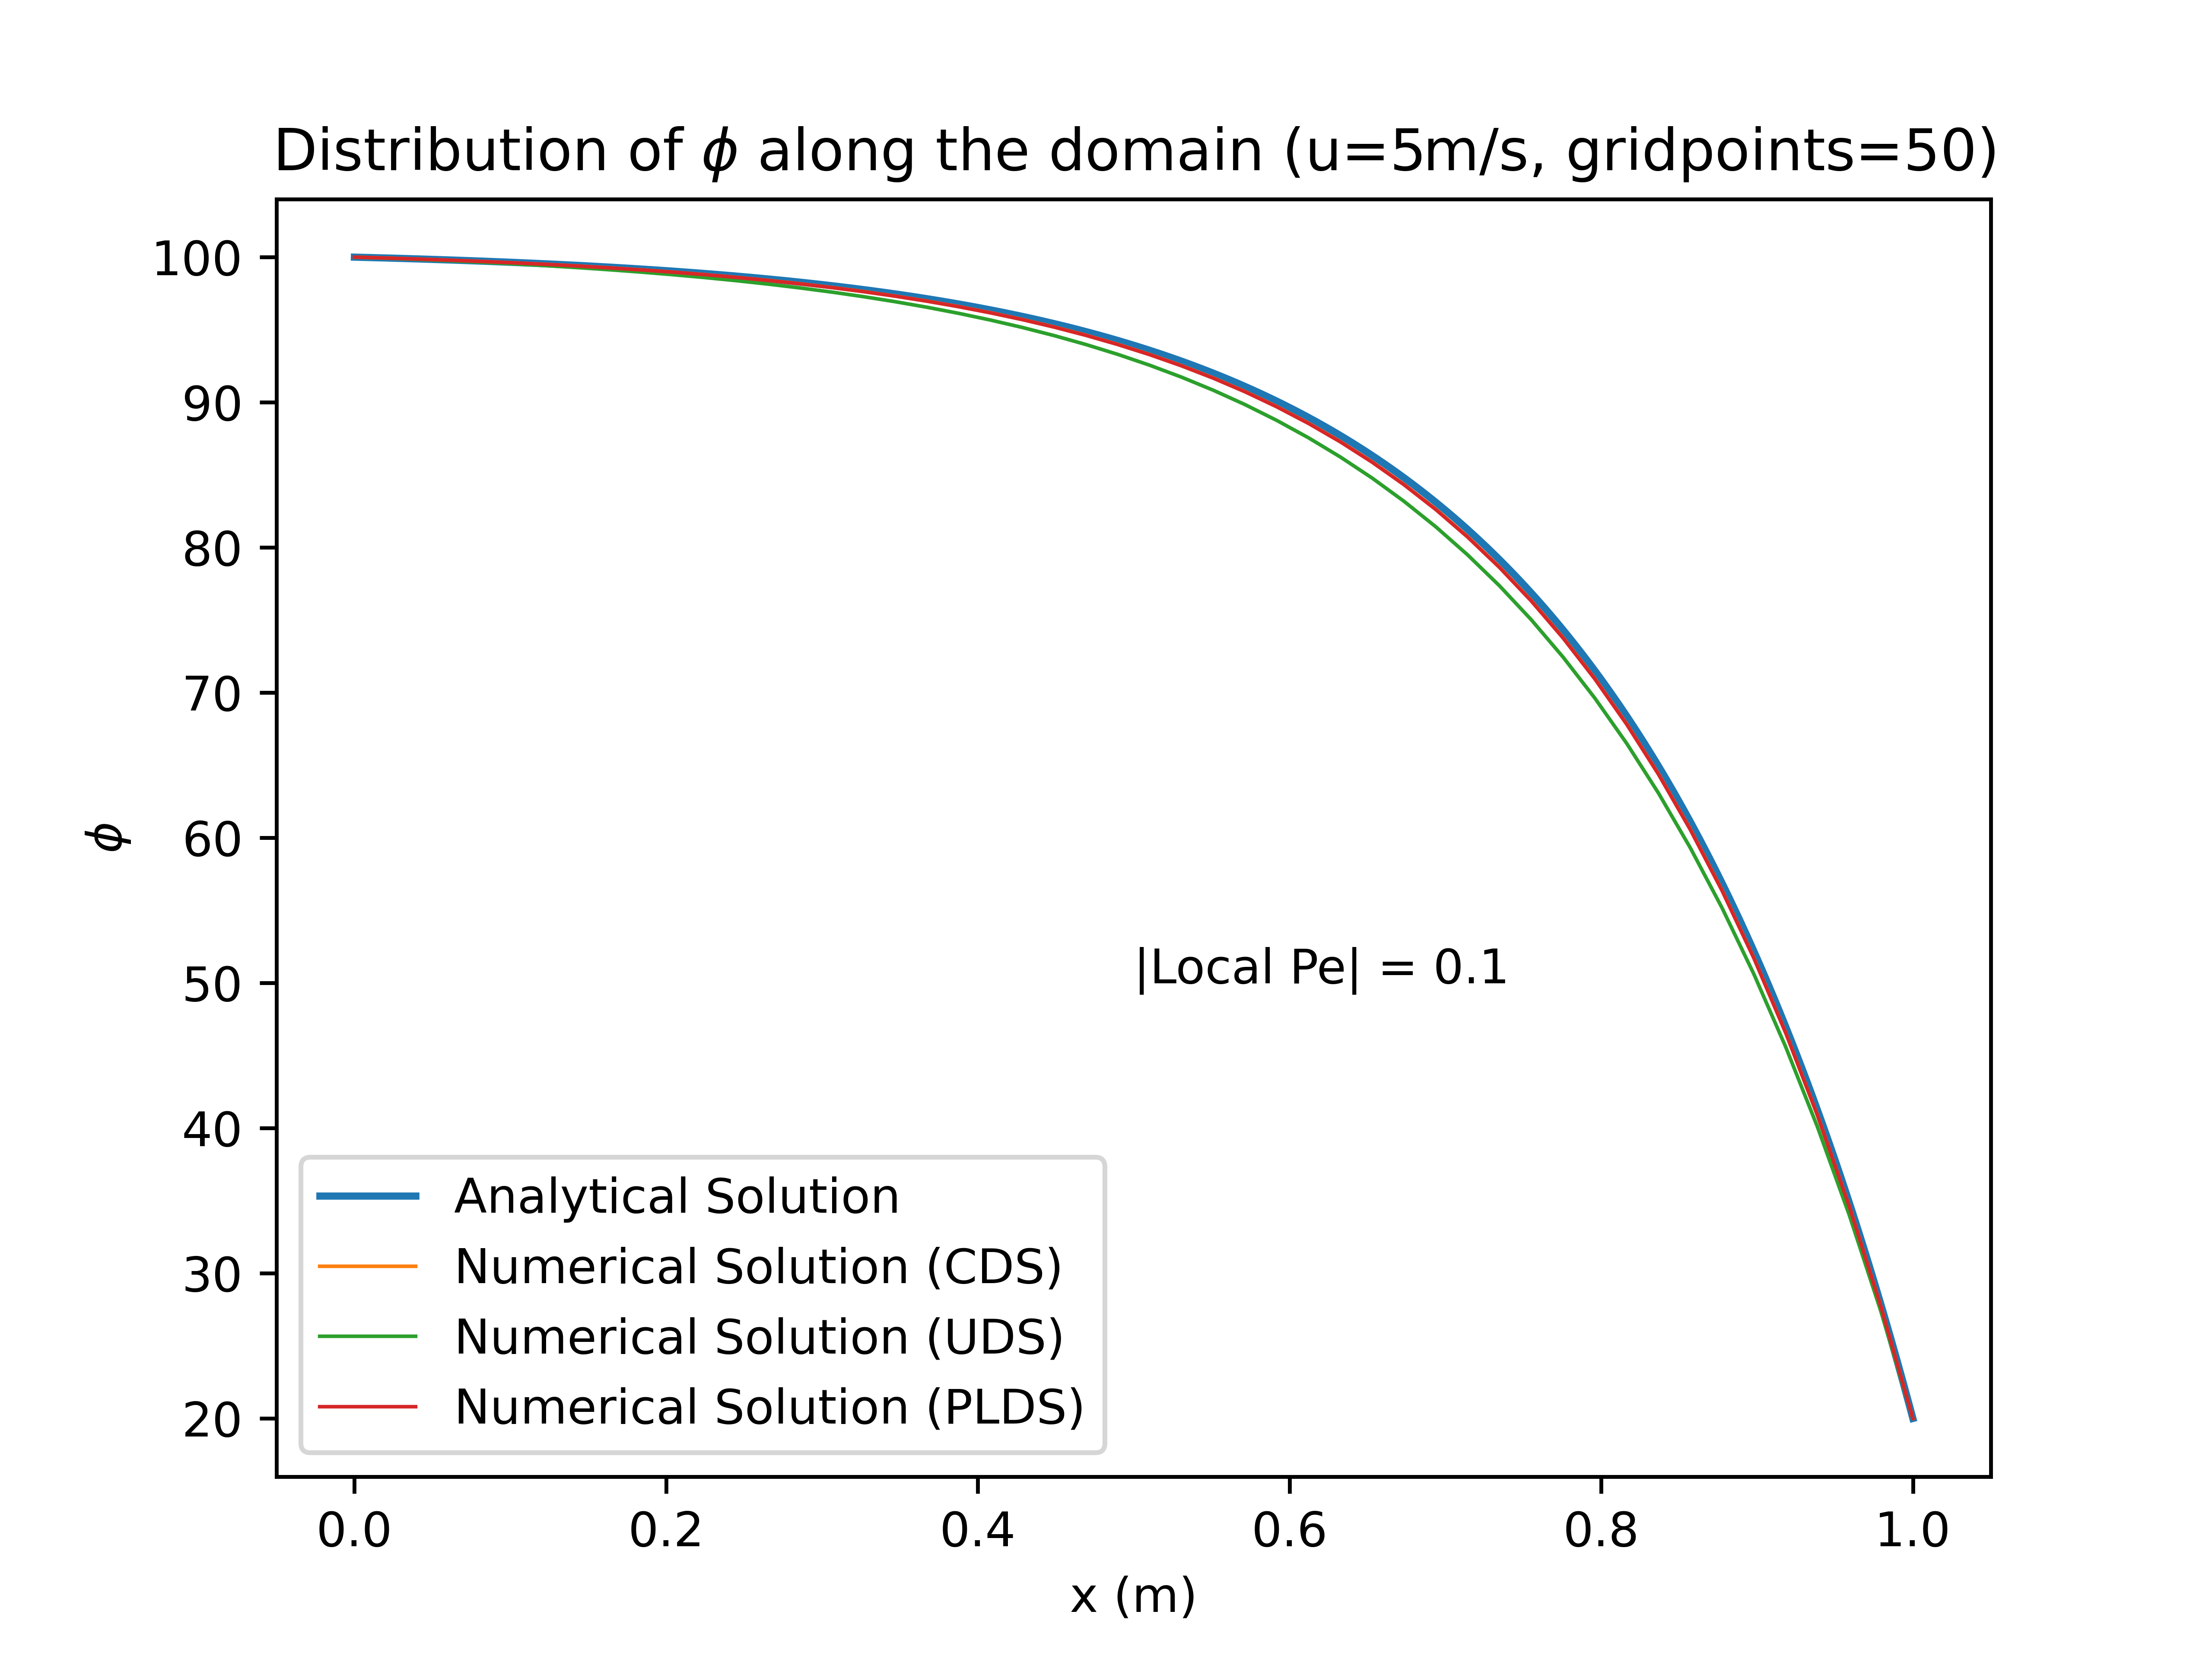 Distribution of ϕ along the domain (u=5m/s, gridpoints=50)
100
90
80
70
60
50
40
30
20
ϕ
|Local Pe| = 0.1
Analytical Solution
Numerical Solution (CDS)
Numerical Solution (UDS)
Numerical Solution (PLDS)
0.0 0.2 0.4 0.6 0.8 1.0
x (m)